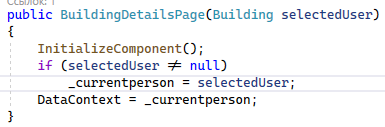 Ссылок: 1
public BuildingDetailsPage(Building selectedUser)
{
InitializeComponent();
if (selectedUser ≠ null)
_currentperson = selectedUser;
DataContext = _currentperson;
}